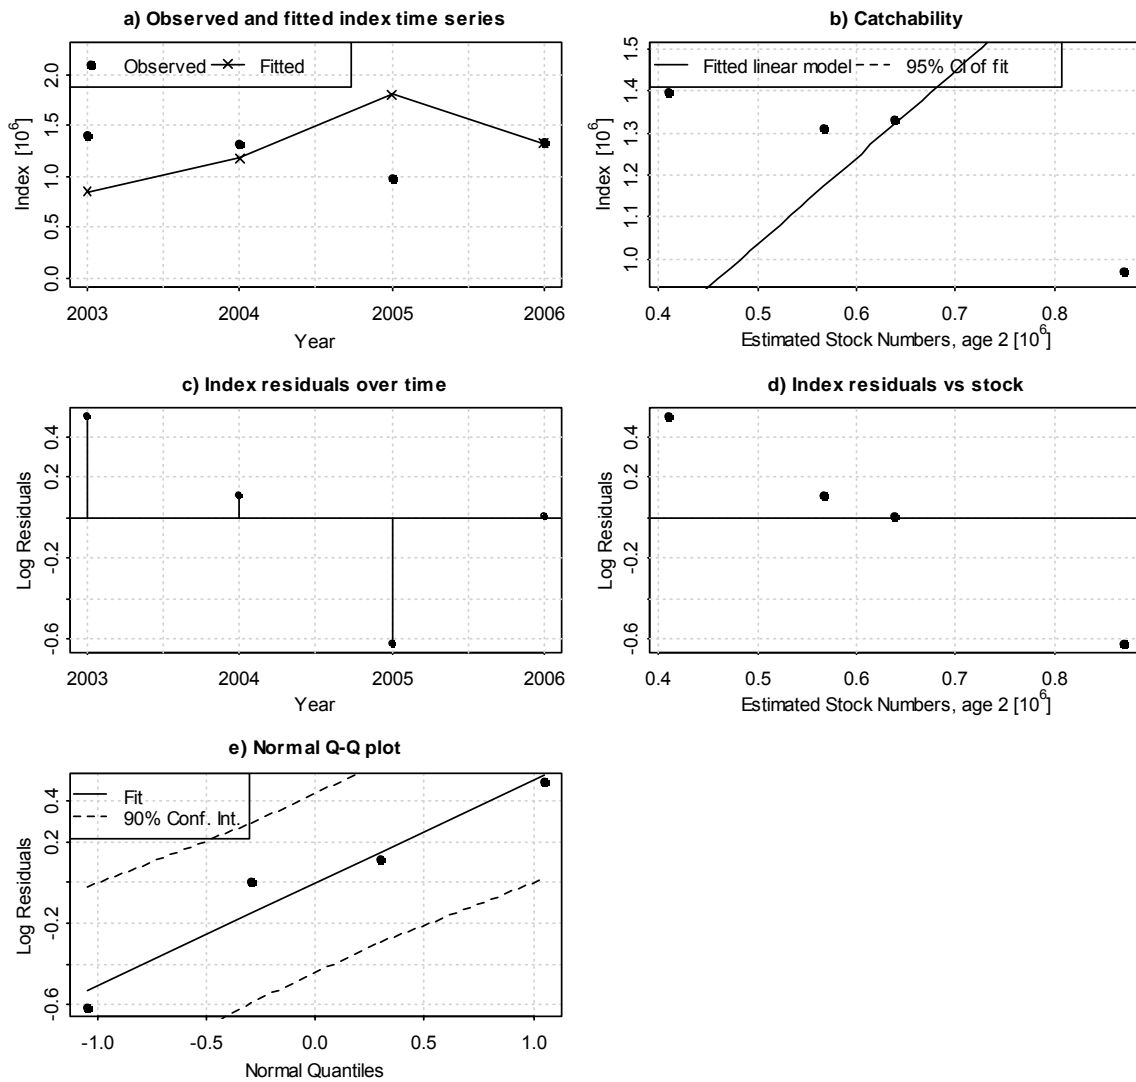 a) Observed and fitted index time series
Observed Fitted
Index [10^6]
0.0 0.5 1.0 1.5 2.0
2003 2004 2005 2006
Year
b) Catchability
Fitted linear model 95% CI of fit
Index [10^6]
1.0 1.1 1.2 1.3 1.4 1.5
0.4 0.5 0.6 0.7 0.8
Estimated Stock Numbers, age 2 [10^6]
c) Index residuals over time
Log Residuals
-0.6 -0.2 0.2 0.4
2003 2004 2005 2006
Year
d) Index residuals vs stock
Log Residuals
-0.6 -0.2 0.2 0.4
0.4 0.5 0.6 0.7 0.8
Estimated Stock Numbers, age 2 [10^6]
e) Normal Q-Q plot
Fit
90% Conf. Int.
Log Residuals
-0.6 -0.2 0.2 0.4
-1.0 -0.5 0.0 0.5 1.0
Normal Quantiles